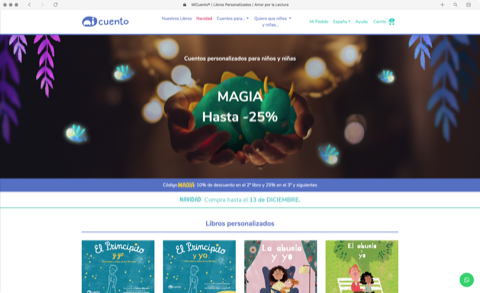 MiCuento® | Libros Personalizados | Amor por la Lectura
mi cuento
Nuestros Libros
Navidad
Cuentos para...
Quiero que niños
y niñas...
Mi Pedido
España
Ayuda
Carrito
Cuentos personalizados para niños y niñas
MAGIA
Hasta -25%
Código MAGIA: 10% de descuento en el 2º libro y 25% en el 3º y siguientes
NAVIDAD: Compra hasta el 13 de DICIEMBRE.
Libros personalizados
El Principito
y yo
El Principito
y yo
La abuela
y yo
El abuelo
yo